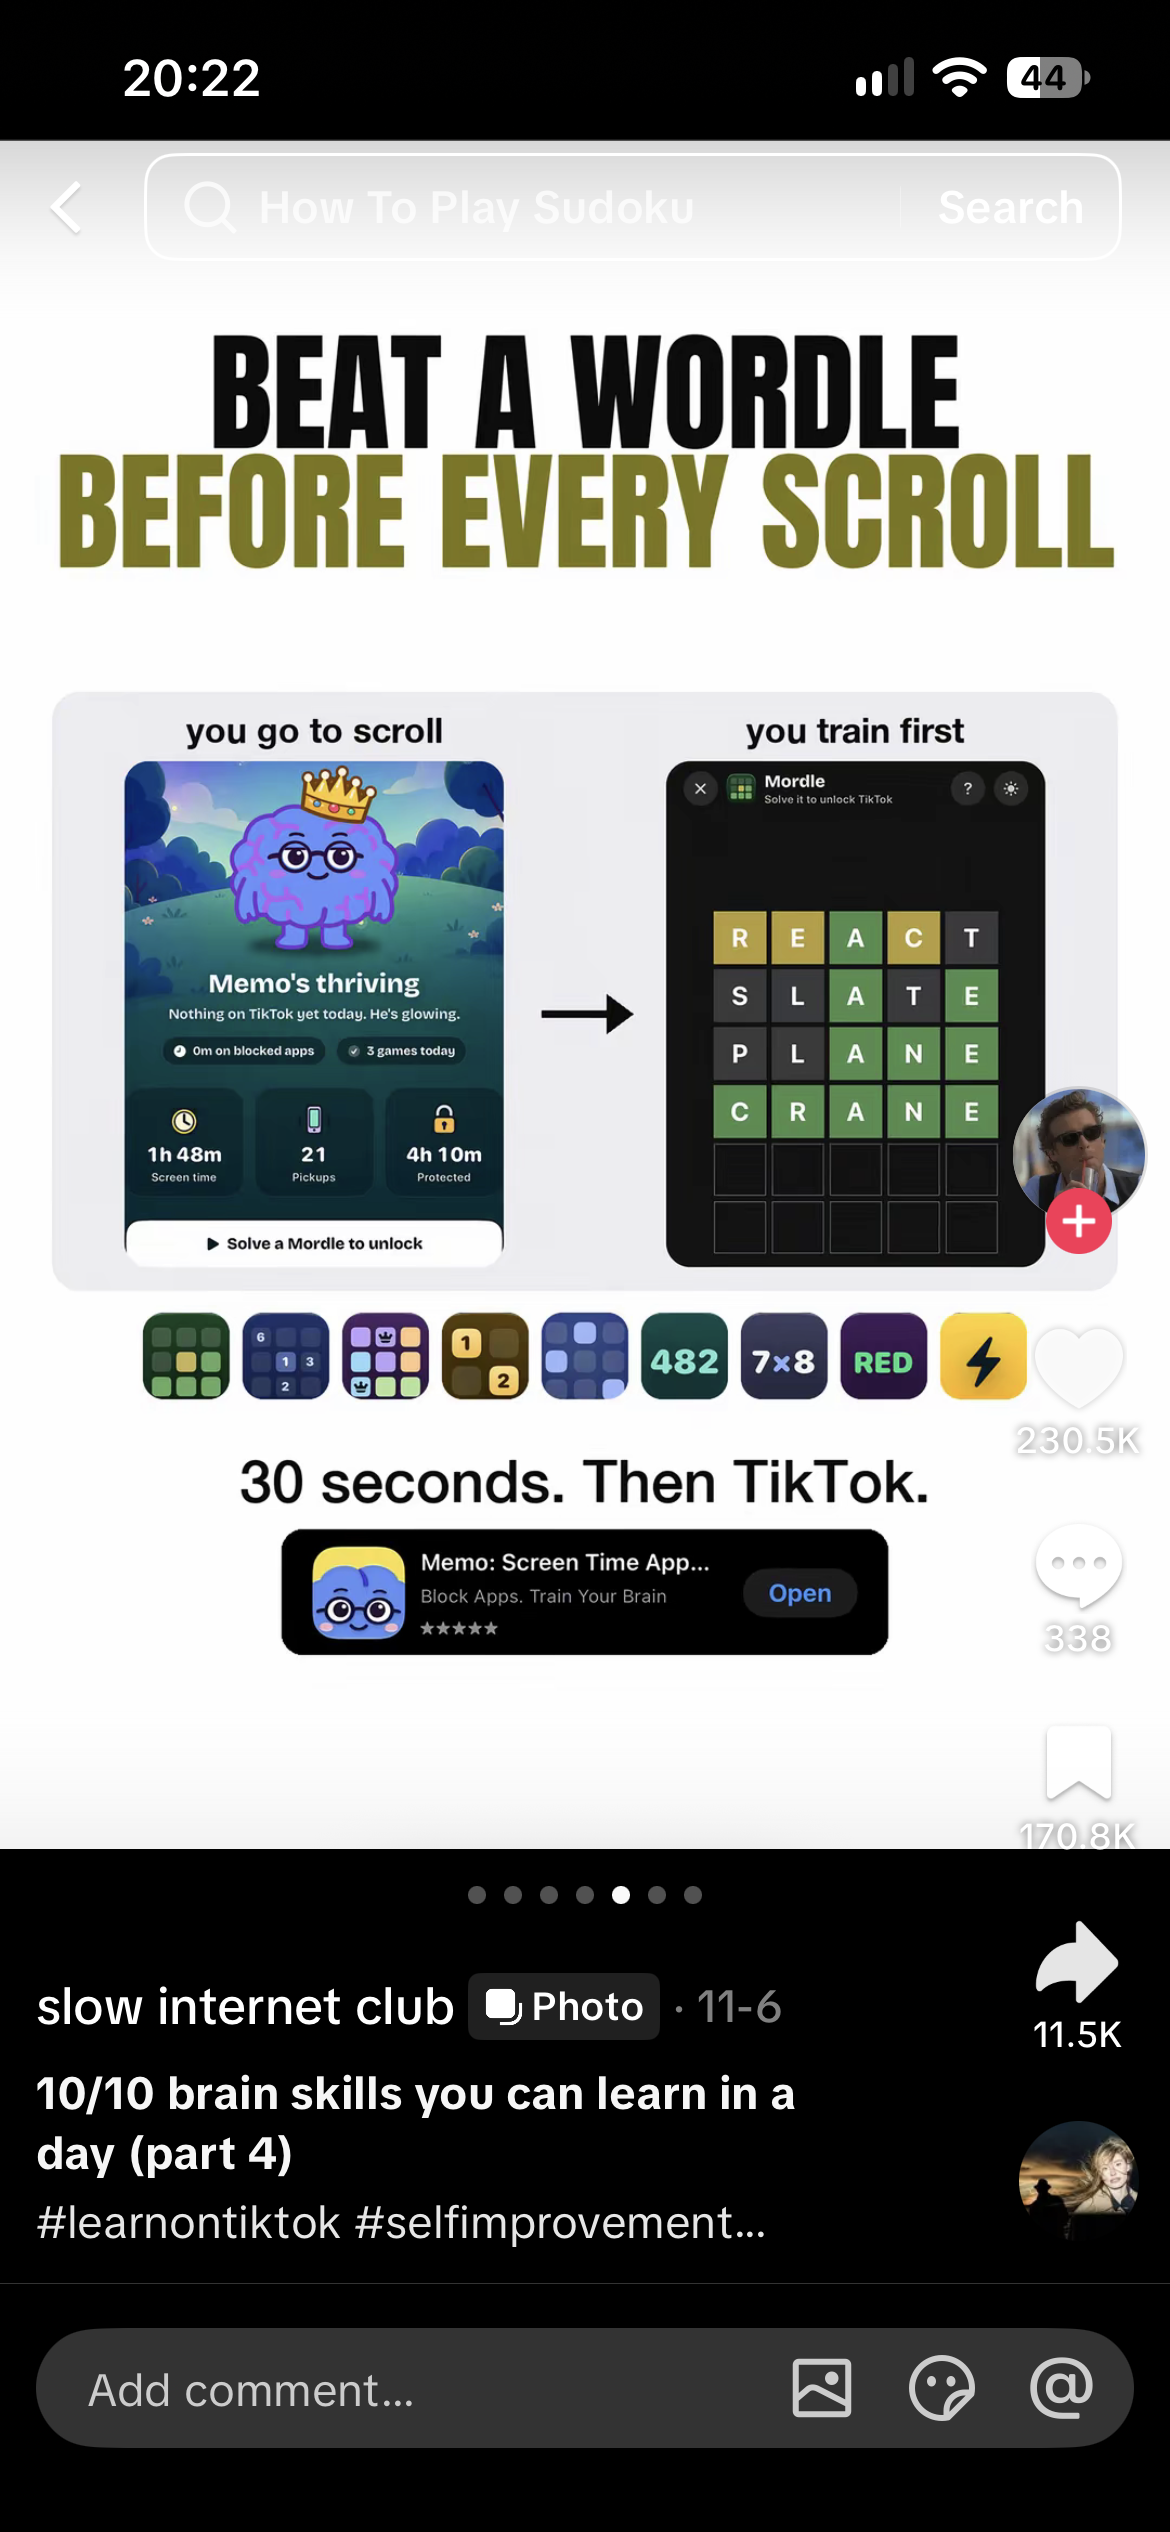 20:22
44
How To Play Sudoku
Search
BEAT A WORDLE
BEFORE EVERY SCROLL
you go to scroll
you train first
Memo's thriving
Nothing on TikTok yet today. He's glowing.
0m on blocked apps
3 games today
1h 48m
Screen time
21
Pickups
4h 10m
Protected
Solve a Mordle to unlock
Mordle
Solve it to unlock TikTok
?
R E A C T
S L A T E
P L A N E
C R A N E
6
1 3
2
1
2
482
7×8
RED
230.5K
30 seconds. Then TikTok.
Memo: Screen Time App...
Block Apps. Train Your Brain
★★★★★
Open
338
170.8K
slow internet club
Photo
· 11-6
11.5K
10/10 brain skills you can learn in a
day (part 4)
#learnontiktok #selfimprovement...
Add comment...